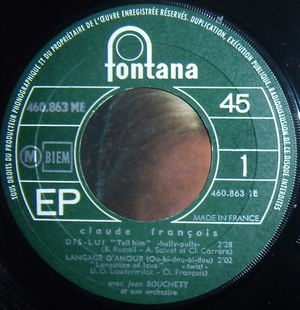 TOUS DROITS DU PRODUCTEUR PHONOGRAPHIQUE ET DU PROPRIÉTAIRE DE L'ŒUVRE ENREGISTRÉE RÉSERVÉS. SAUF AUTORISATION, DUPLICATION, EXÉCUTION PUBLIQUE, RADIODIFFUSION DE CE DISQUE INTERDITES
fontana
460.863 ME
45
M BIEM
1
460.863 1E
EP
MADE IN FRANCE
claude françois
DIS-LUI "Tell him" -hully-gully- 2'28
(B. Russell - A. Salvet et Cl. Carrère)
LANGAGE D'AMOUR (Ou-bi-dou-bi-dou) 2'02
"Language of love" - twist -
(J.D. Loudermilk - Cl. François)
avec Jean BOUCHETY
et son orchestre